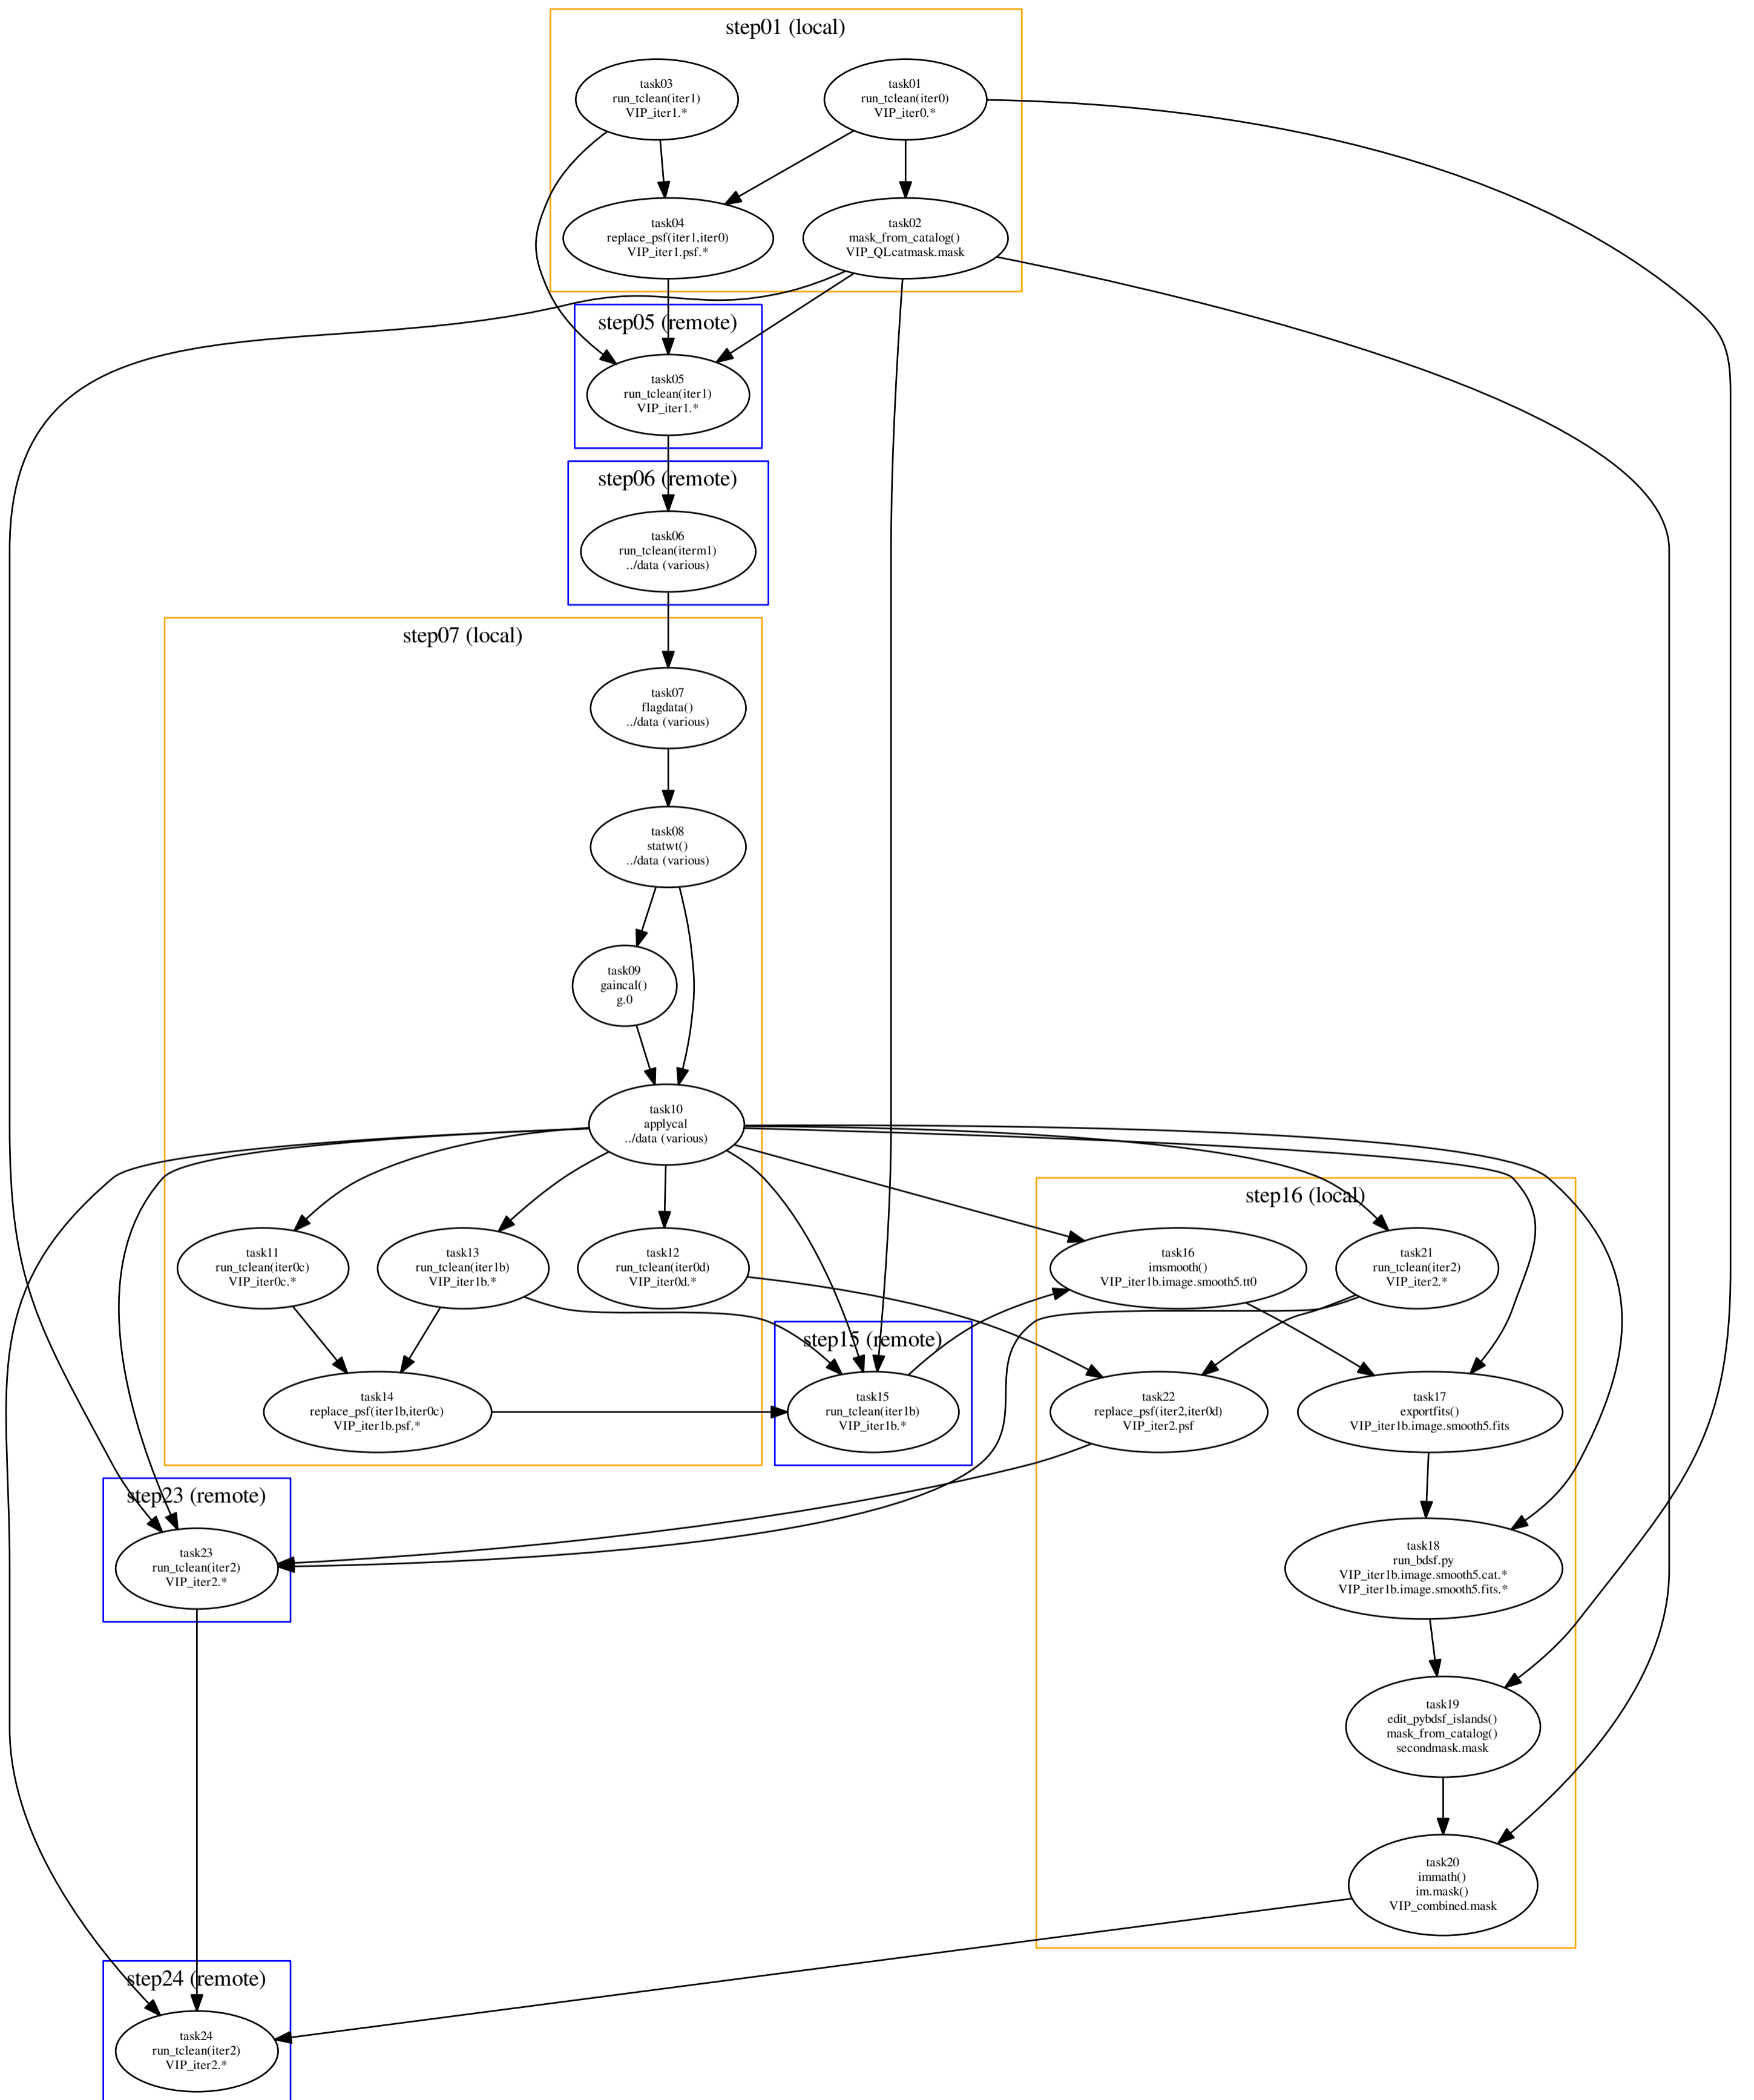 step01 (local)
task03
run_tclean(iter1)
VIP_iter1.*
task01
run_tclean(iter0)
VIP_iter0.*
task04
replace_psf(iter1,iter0)
VIP_iter1.psf.*
task02
mask_from_catalog()
VIP_QLcatmask.mask
step05 (remote)
task05
run_tclean(iter1)
VIP_iter1.*
step06 (remote)
task06
run_tclean(iterm1)
../data (various)
step07 (local)
task07
flagdata()
../data (various)
task08
statwt()
../data (various)
task09
gaincal()
g.0
task10
applycal
../data (various)
task11
run_tclean(iter0c)
VIP_iter0c.*
task13
run_tclean(iter1b)
VIP_iter1b.*
task12
run_tclean(iter0d)
VIP_iter0d.*
task14
replace_psf(iter1b,iter0c)
VIP_iter1b.psf.*
step15 (remote)
task15
run_tclean(iter1b)
VIP_iter1b.*
step16 (local)
task16
imsmooth()
VIP_iter1b.image.smooth5.tt0
task21
run_tclean(iter2)
VIP_iter2.*
task22
replace_psf(iter2,iter0d)
VIP_iter2.psf
task17
exportfits()
VIP_iter1b.image.smooth5.fits
task18
run_bdsf.py
VIP_iter1b.image.smooth5.cat.*
VIP_iter1b.image.smooth5.fits.*
task19
edit_pybdsf_islands()
mask_from_catalog()
secondmask.mask
task20
immath()
im.mask()
VIP_combined.mask
step23 (remote)
task23
run_tclean(iter2)
VIP_iter2.*
step24 (remote)
task24
run_tclean(iter2)
VIP_iter2.*